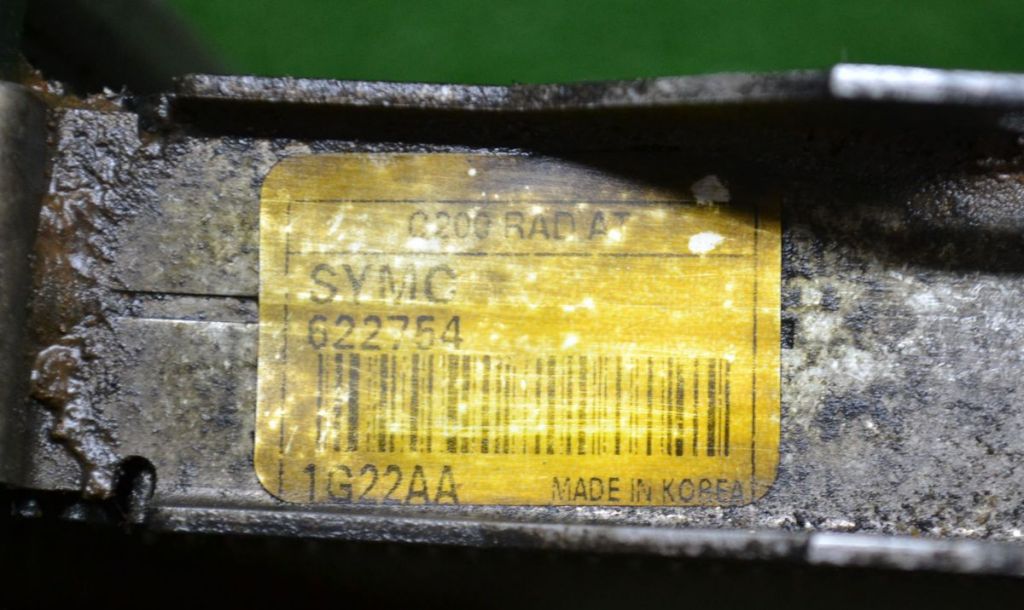 C200 RAD AT
SYMC
622754
1G22AA
MADE IN KOREA